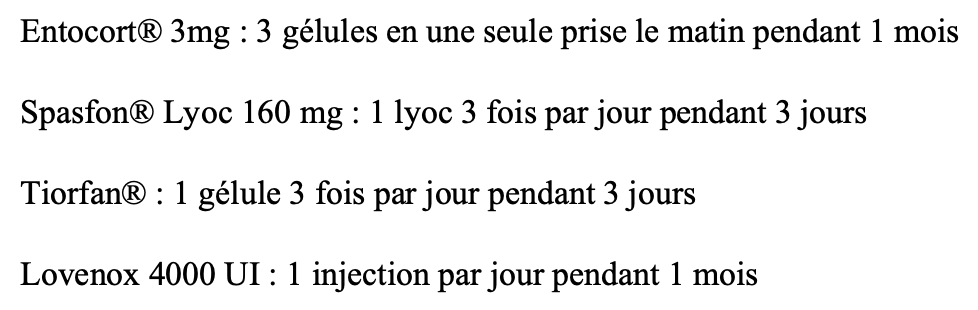 Entocort® 3mg : 3 gélules en une seule prise le matin pendant 1 mois
Spasfon® Lyoc 160 mg : 1 lyoc 3 fois par jour pendant 3 jours
Tiorfan® : 1 gélule 3 fois par jour pendant 3 jours
Lovenox 4000 UI : 1 injection par jour pendant 1 mois